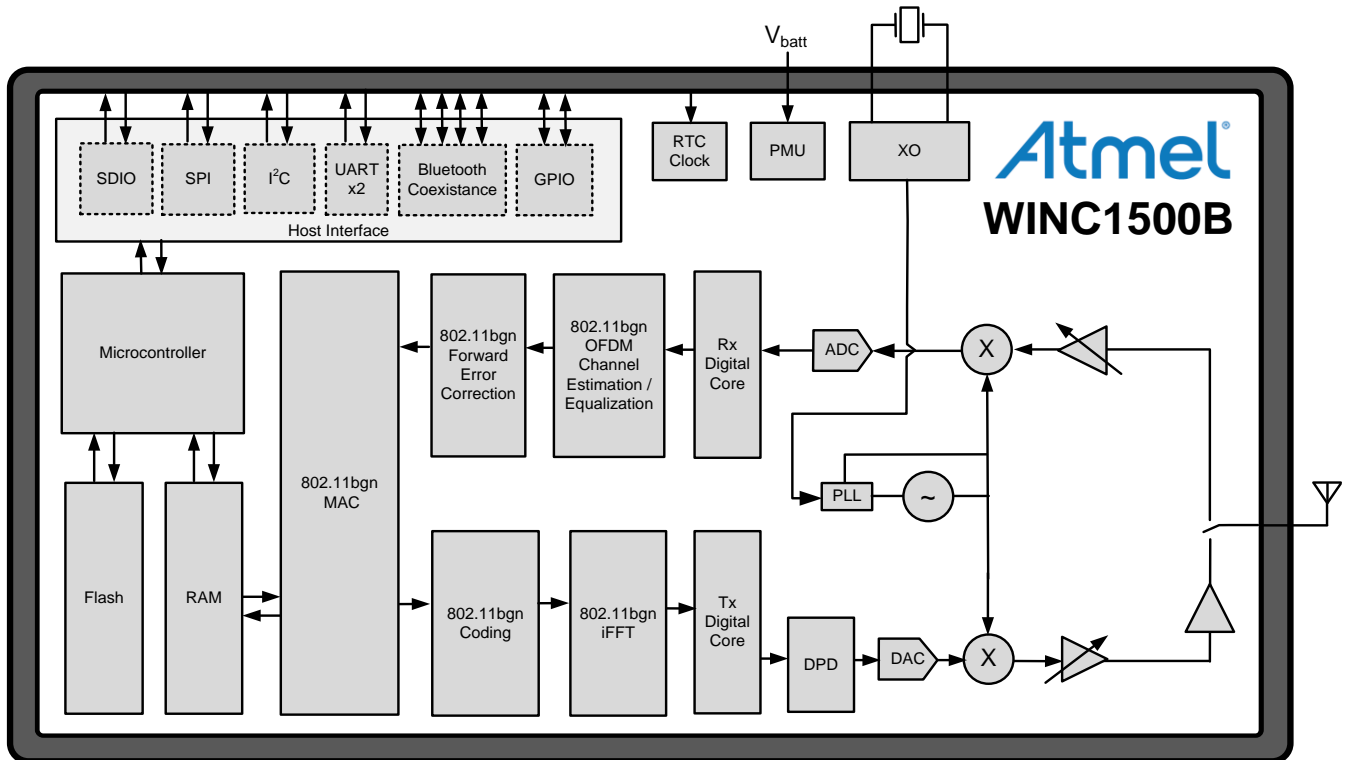 V_batt
RTC
Clock
PMU
XO
Atmel®
WINC1500B
SDIO
SPI
I²C
UART
x2
Bluetooth
Coexistance
GPIO
Host Interface
Microcontroller
802.11bgn
MAC
802.11bgn
Forward
Error
Correction
802.11bgn
OFDM
Channel
Estimation /
Equalization
Rx
Digital
Core
ADC
X
PLL
~
Flash
RAM
802.11bgn
Coding
802.11bgn
iFFT
Tx
Digital
Core
DPD
DAC
X